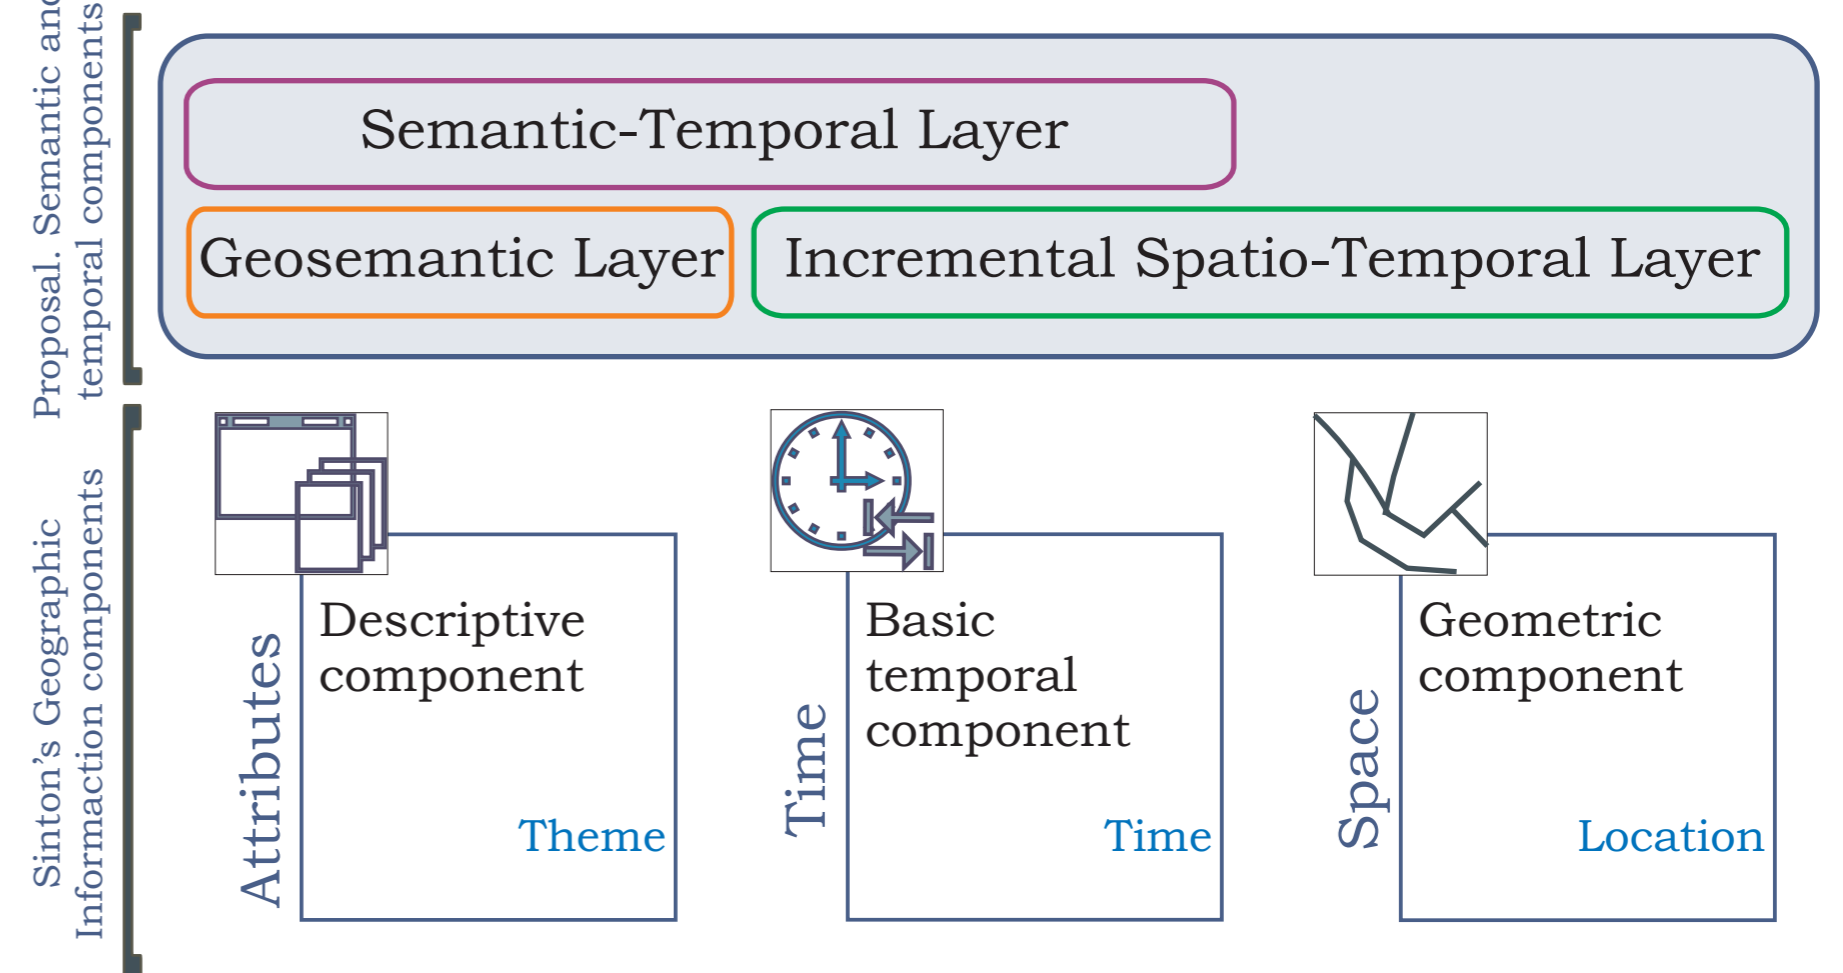 Proposal. Semantic and
temporal components
Semantic-Temporal Layer
Geosemantic Layer
Incremental Spatio-Temporal Layer
Sinton's Geographic
Informaction components
Attributes
Descriptive
component
Theme
Time
Basic
temporal
component
Time
Space
Geometric
component
Location